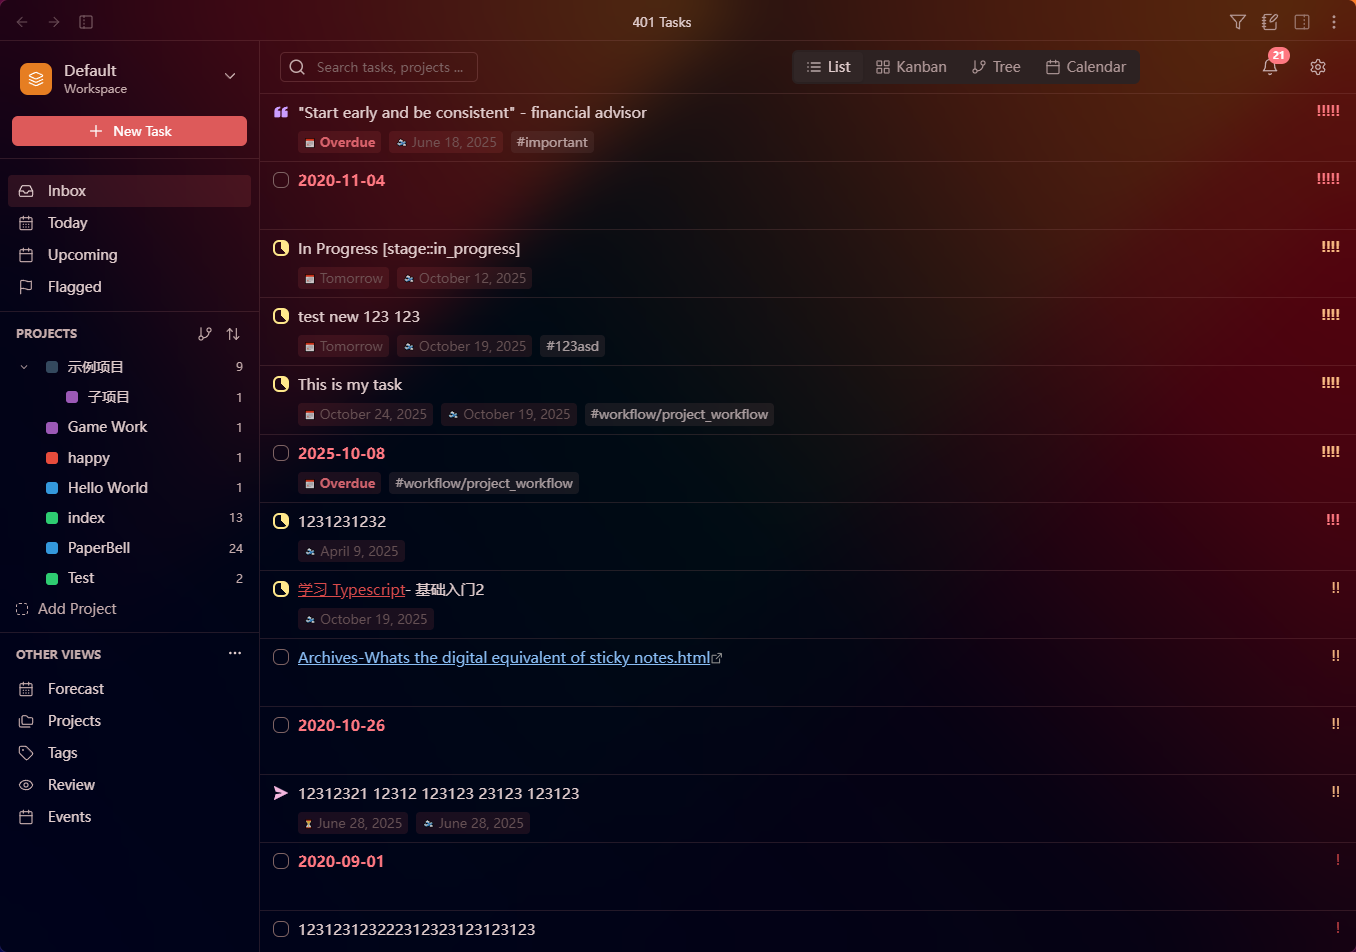 401 Tasks
Default
Workspace
New Task
Inbox
Today
Upcoming
Flagged
PROJECTS
示例项目 9
子项目 1
Game Work 1
happy 1
Hello World 1
index 13
PaperBell 24
Test 2
Add Project
OTHER VIEWS
Forecast
Projects
Tags
Review
Events
Search tasks, projects ...
List Kanban Tree Calendar
21
"Start early and be consistent" - financial advisor !!!!!
Overdue June 18, 2025 #important
2020-11-04 !!!!!
In Progress [stage::in_progress] !!!!
Tomorrow October 12, 2025
test new 123 123 !!!!
Tomorrow October 19, 2025 #123asd
This is my task !!!!
October 24, 2025 October 19, 2025 #workflow/project_workflow
2025-10-08 !!!!
Overdue #workflow/project_workflow
1231231232 !!!
April 9, 2025
学习 Typescript- 基础入门2 !!
October 19, 2025
Archives-Whats the digital equivalent of sticky notes.html !!
2020-10-26 !!
12312321 12312 123123 23123 123123 !!
June 28, 2025 June 28, 2025
2020-09-01 !
123123123222312323123123123 !